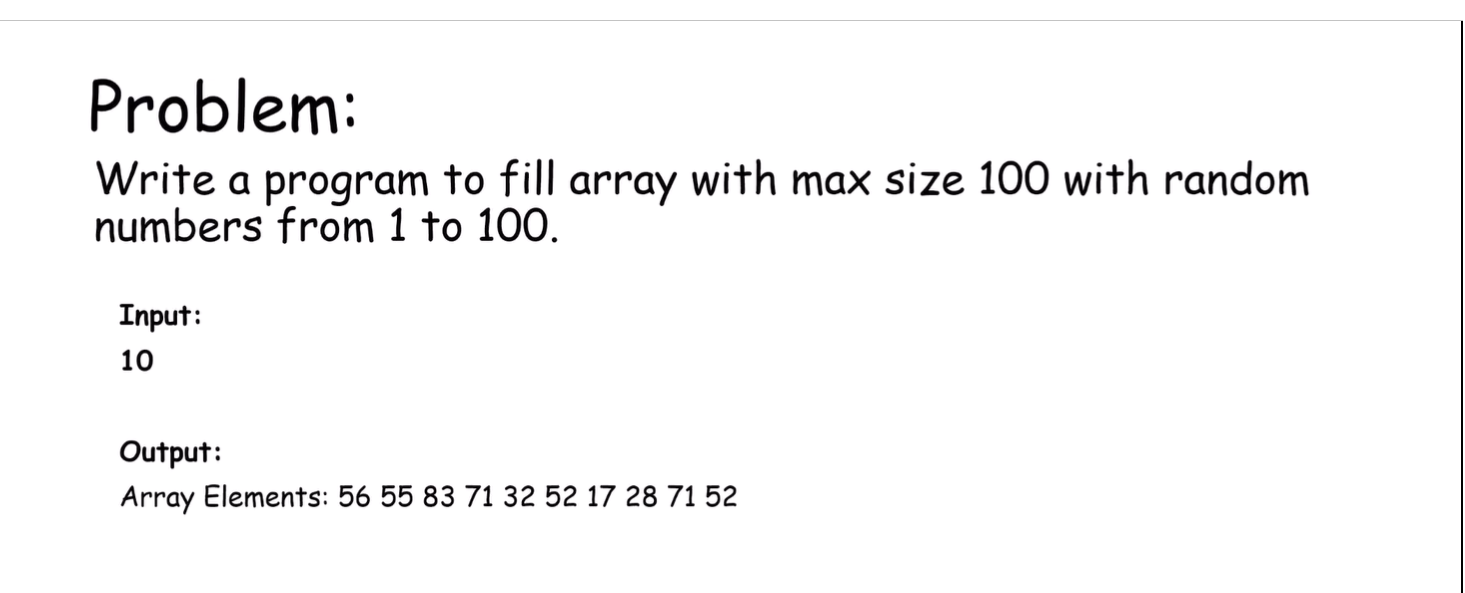 Problem:
Write a program to fill array with max size 100 with random
numbers from 1 to 100.
Input:
10
Output:
Array Elements: 56 55 83 71 32 52 17 28 71 52